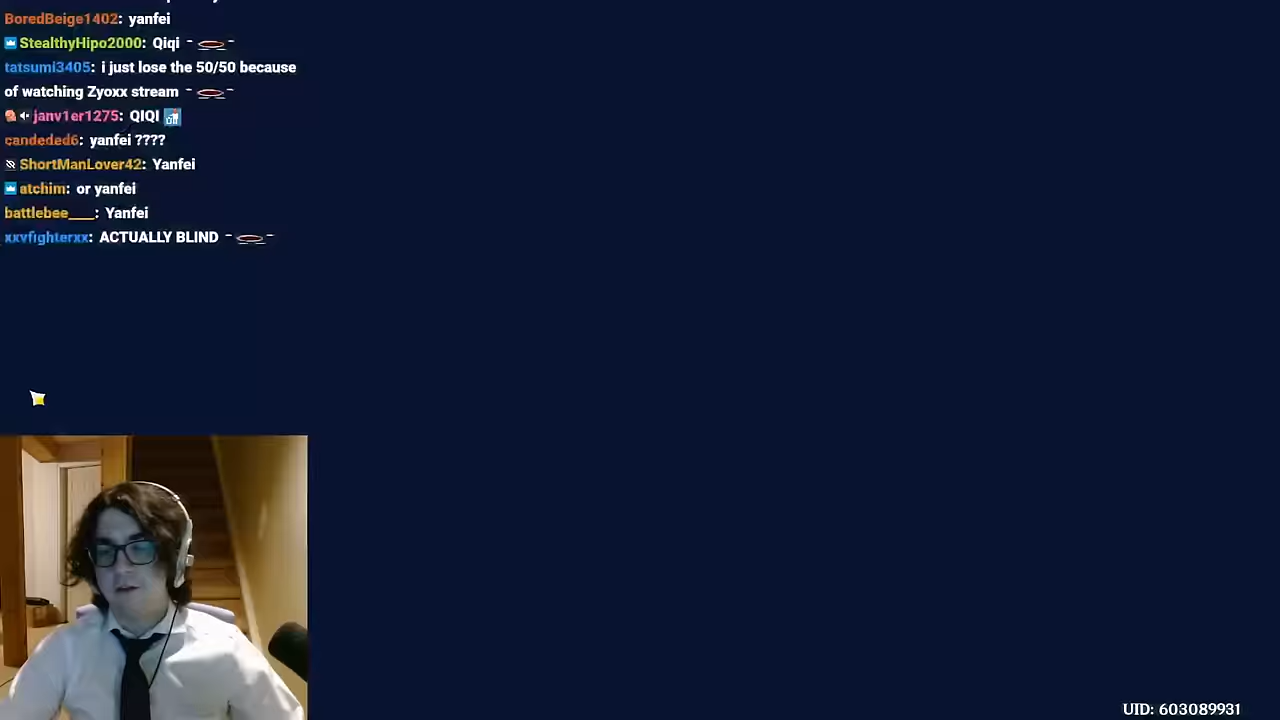 BoredBeige1402: yanfei
StealthyHipo2000: Qiqi
tatsumi3405: i just lose the 50/50 because
of watching Zyoxx stream
janv1er1275: QIQI
candeded6: yanfei ????
ShortManLover42: Yanfei
atchim: or yanfei
battlebee___: Yanfei
xxvfighterxx: ACTUALLY BLIND
UID: 603089931